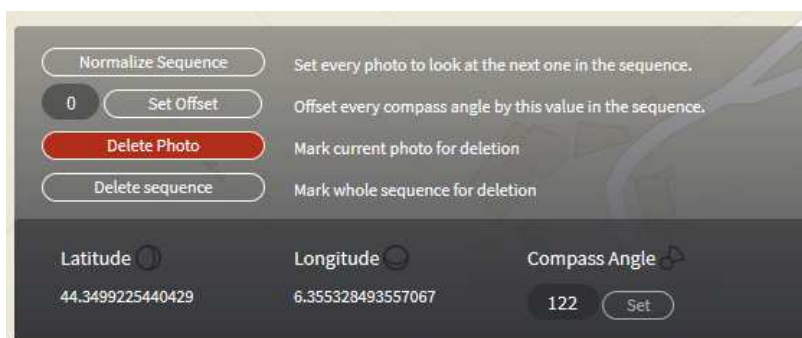 Normalize Sequence Set every photo to look at the next one in the sequence.
0 Set Offset Offset every compass angle by this value in the sequence.
Delete Photo Mark current photo for deletion
Delete sequence Mark whole sequence for deletion
Latitude Longitude Compass Angle
44.3499225440429 6.355328493557067 122 Set